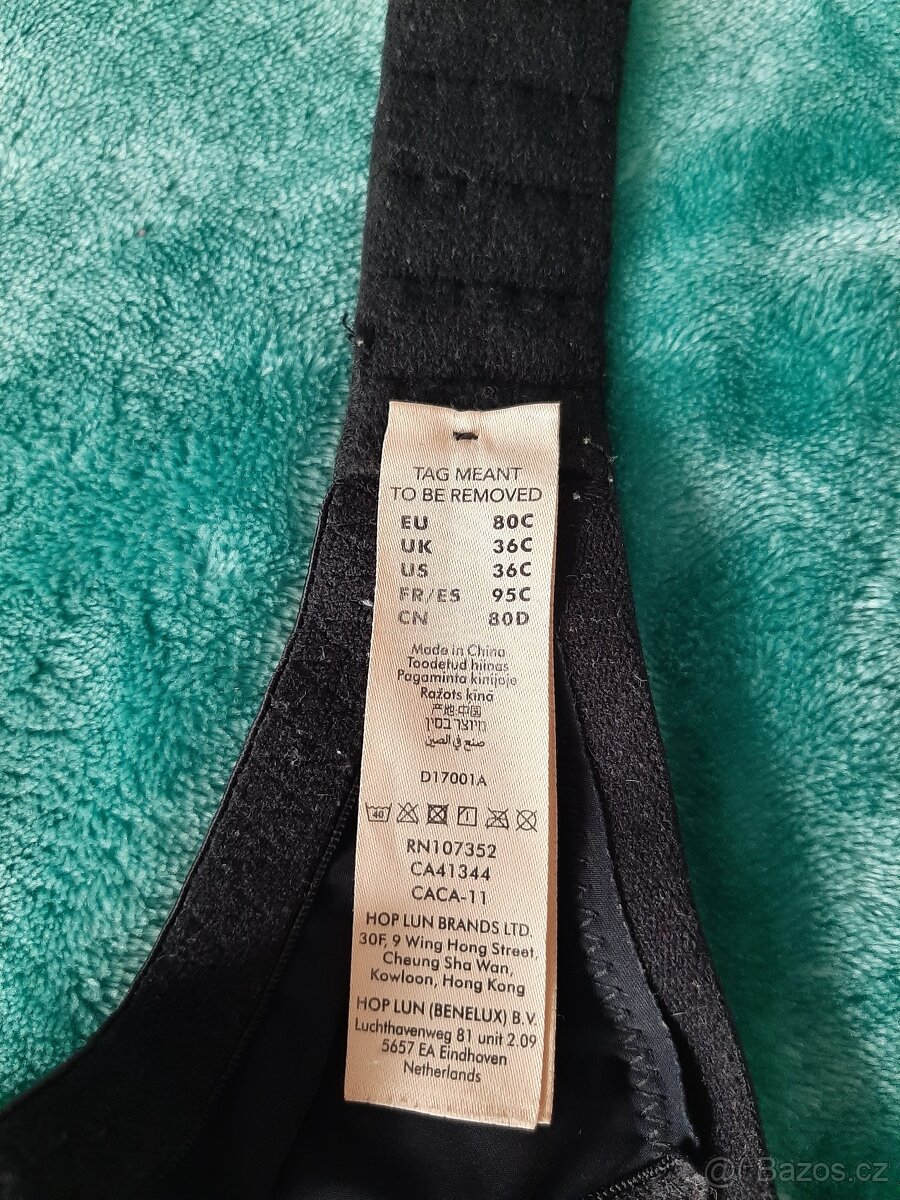 TAG MEANT
TO BE REMOVED
EU 80C
UK 36C
US 36C
FR/ES 95C
CN 80D
Made in China
Toodetud hiinas
Pagaminta kinijoje
Ražots kīna
产地:中国
מיוצר בסין
صنع في الصين
D17001A
40
RN107352
CA41344
CACA-11
HOP LUN BRANDS LTD.
30F, 9 Wing Hong Street,
Cheung Sha Wan,
Kowloon, Hong Kong
HOP LUN (BENELUX) B.V.
Luchthavenweg 81 unit 2.09
5657 EA Eindhoven
Netherlands
Bazos.cz